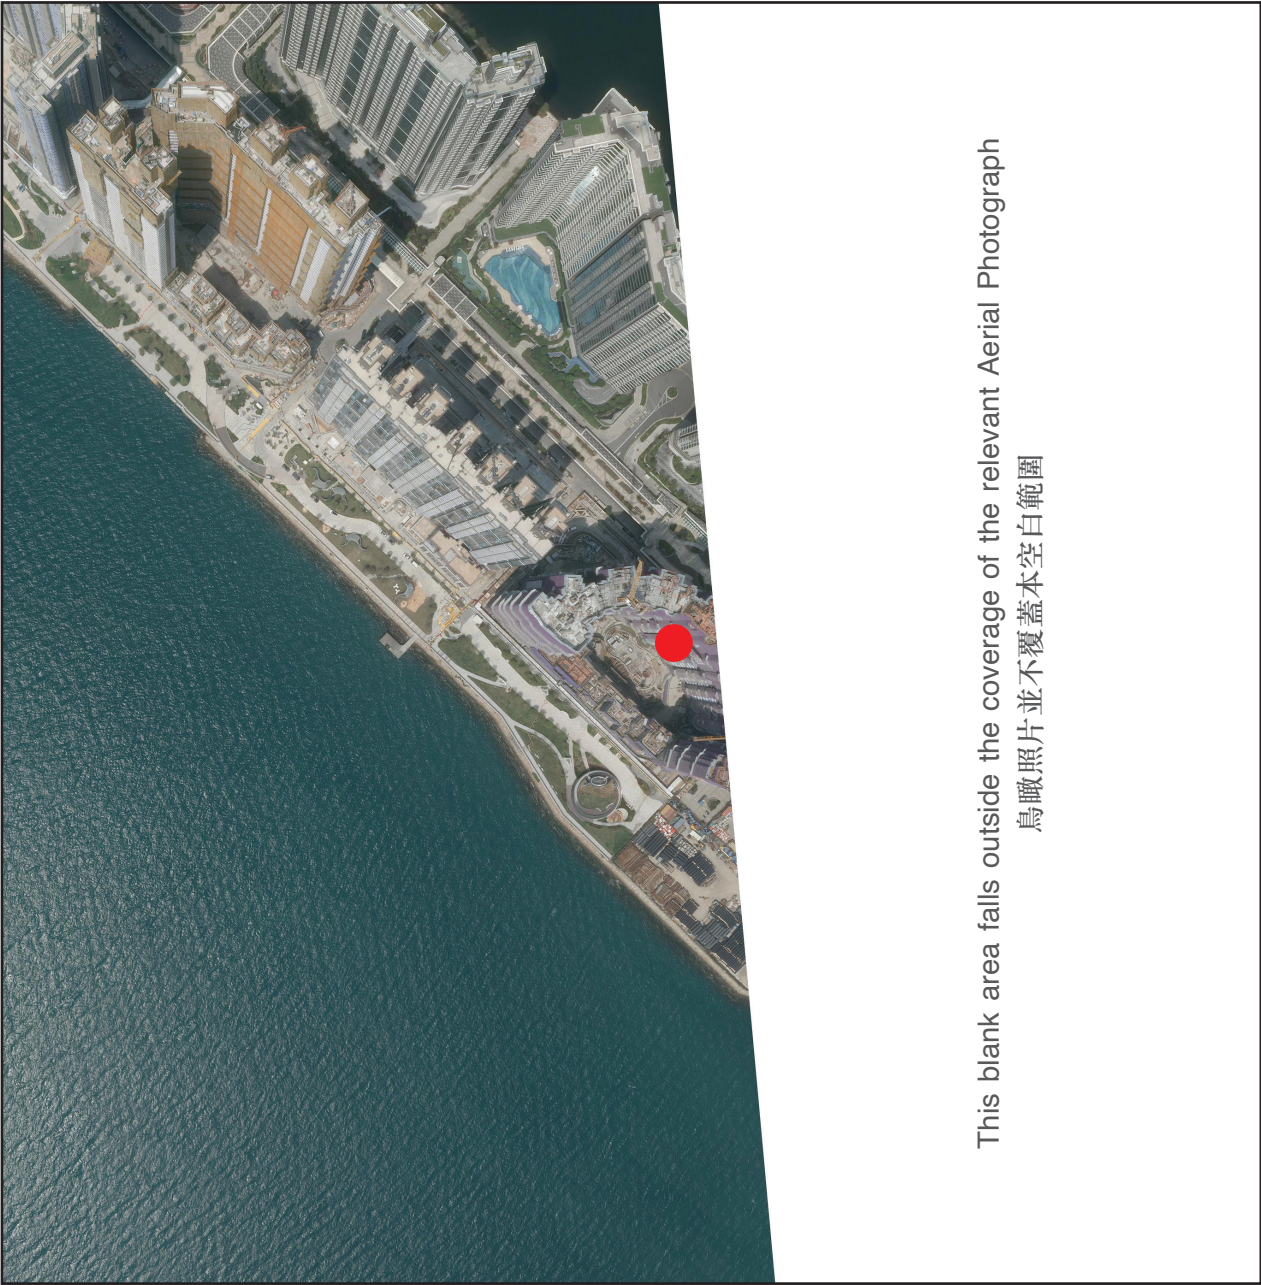 This blank area falls outside the coverage of the relevant Aerial Photograph
鳥瞰照片並不覆蓋本空白範圍